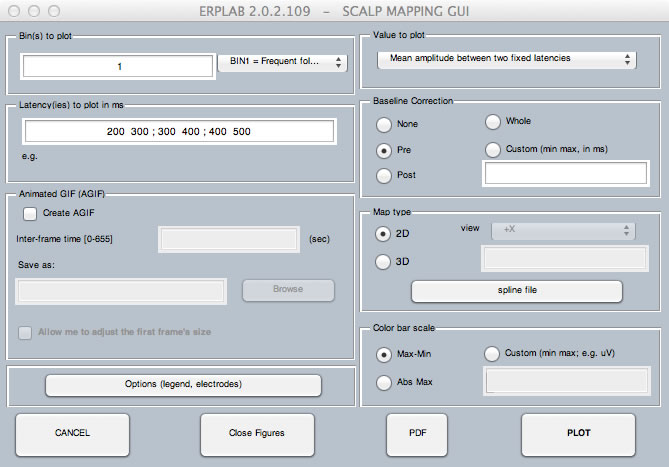 ERPLAB 2.0.2.109 - SCALP MAPPING GUI
Bin(s) to plot
1
BIN1 = Frequent fol...
Latency(ies) to plot in ms
200 300 ; 300 400 ; 400 500
e.g.
Animated GIF (AGIF)
Create AGIF
Inter-frame time [0-655]
(sec)
Save as:
Browse
Allow me to adjust the first frame's size
Options (legend, electrodes)
Value to plot
Mean amplitude between two fixed latencies
Baseline Correction
None
Whole
Pre
Custom (min max, in ms)
Post
Map type
2D
view
+X
3D
spline file
Color bar scale
Max-Min
Custom (min max; e.g. uV)
Abs Max
CANCEL
Close Figures
PDF
PLOT